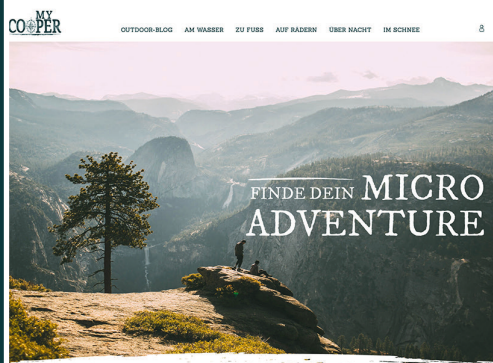 MY
COOPER
OUTDOOR-BLOG AM WASSER ZU FUSS AUF RÄDERN ÜBER NACHT IM SCHNEE
FINDE DEIN MICRO
ADVENTURE